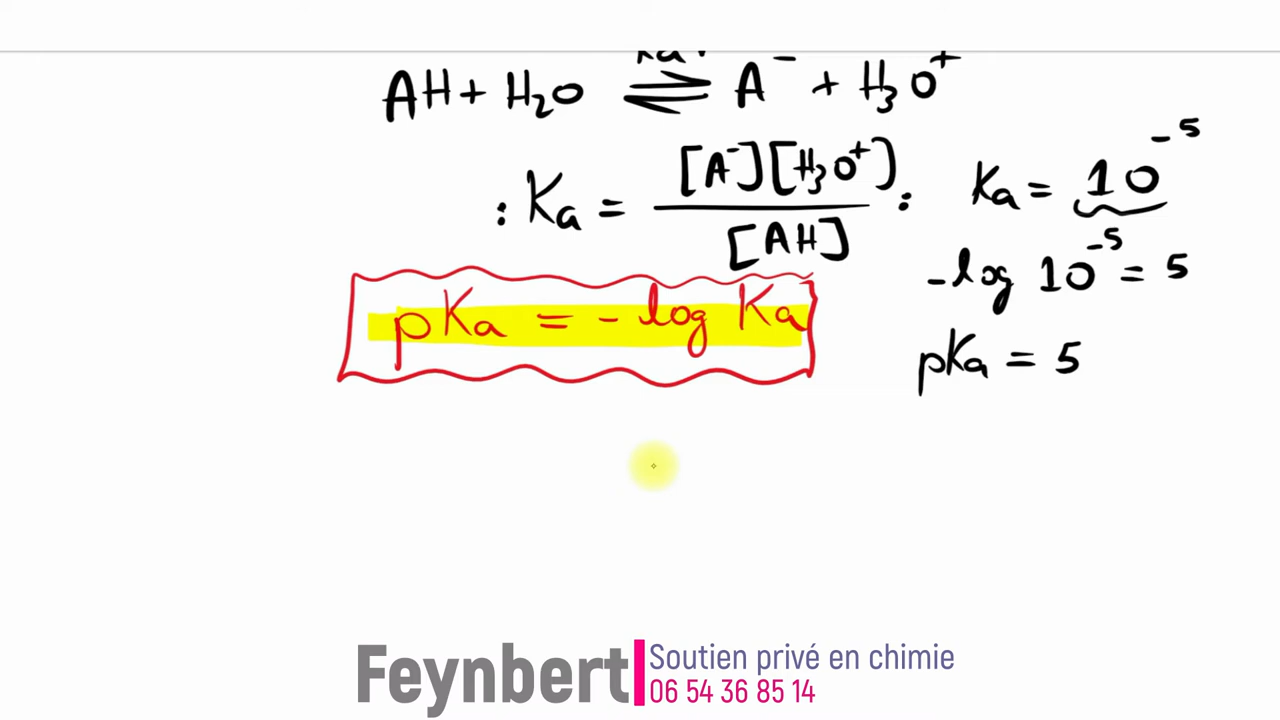 Ka
AH + H₂O ⇌ A⁻ + H₃O⁺
: Ka = [A⁻][H₃O⁺] / [AH] :
pKa = - log Ka
Ka = 10⁻⁵
-log 10⁻⁵ = 5
pKa = 5
Feynbert
Soutien privé en chimie
06 54 36 85 14